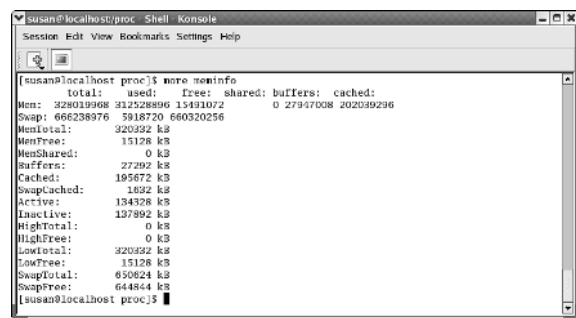 susan@localhost:/proc - Shell - Konsole
Session Edit View Bookmarks Settings Help
[susan@localhost proc]$ more meminfo
total: used: free: shared: buffers: cached:
Mem: 328019968 312528896 15491072 0 27947008 202039296
Swap: 666238976 5918720 660320256
MemTotal: 320332 kB
MemFree: 15128 kB
MemShared: 0 kB
Buffers: 27292 kB
Cached: 195672 kB
SwapCached: 1632 kB
Active: 134328 kB
Inactive: 137892 kB
HighTotal: 0 kB
HighFree: 0 kB
LowTotal: 320332 kB
LowFree: 15128 kB
SwapTotal: 650624 kB
SwapFree: 644844 kB
[susan@localhost proc]$